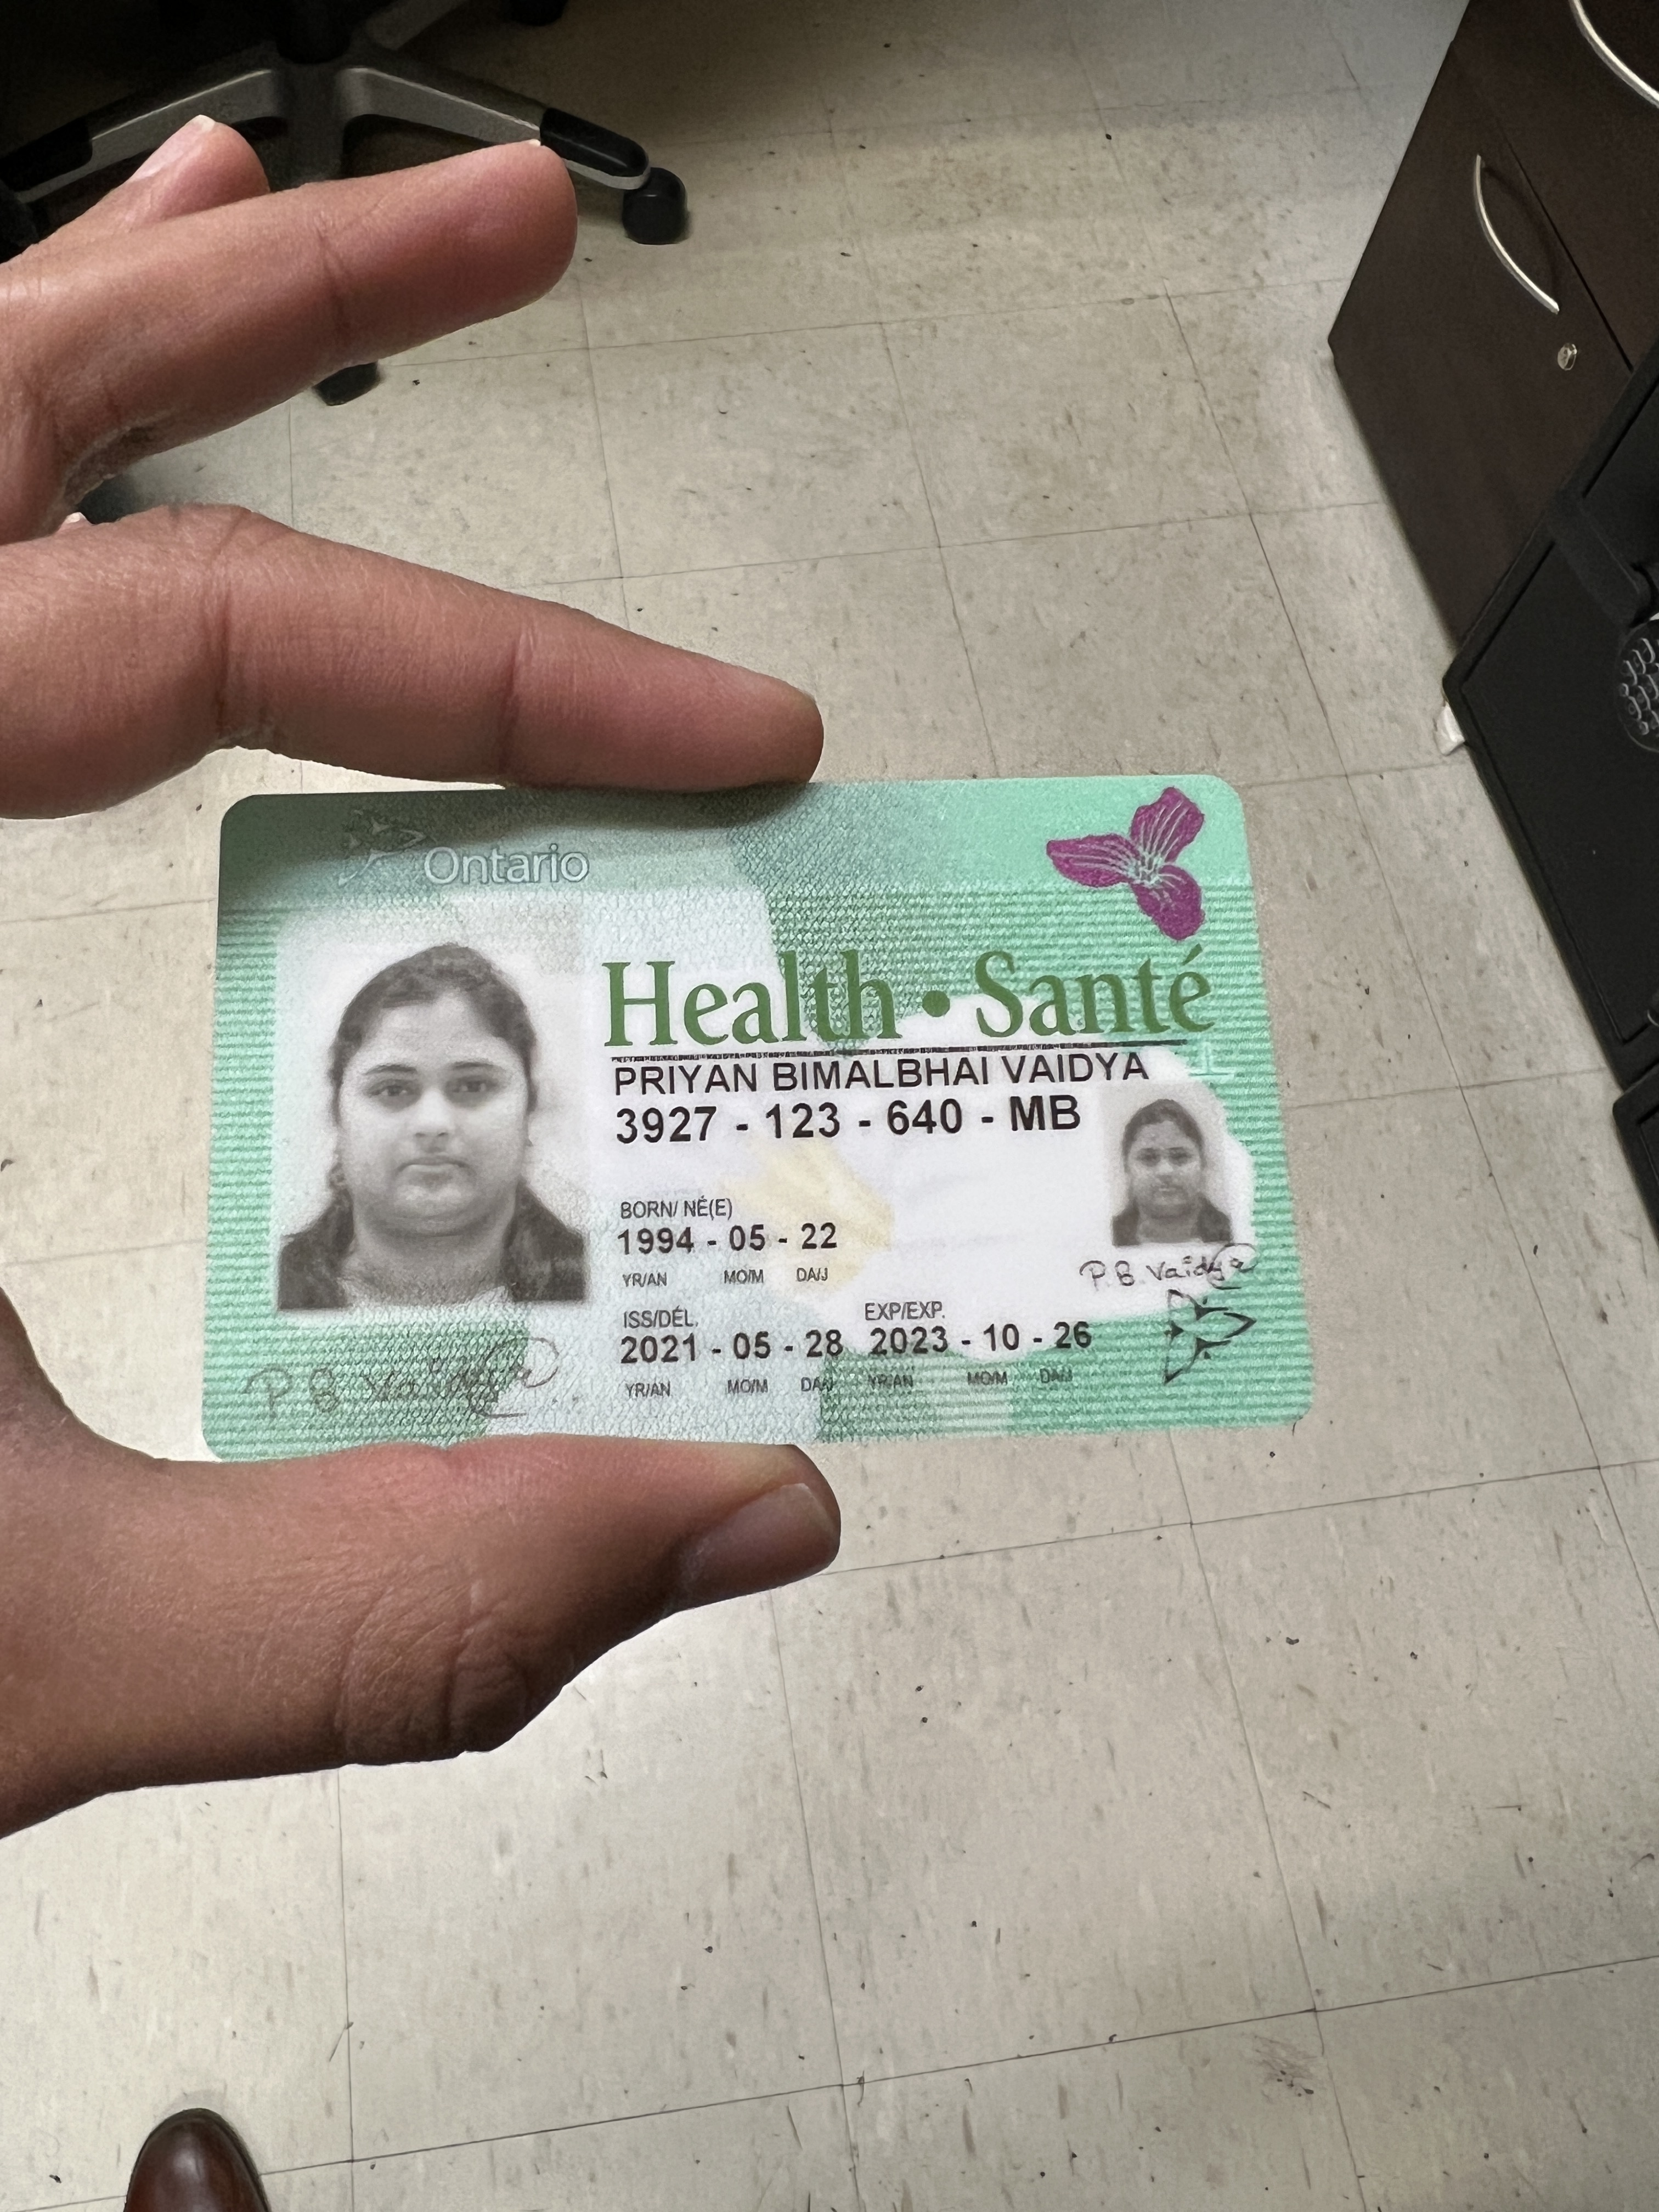 Ontario
Health • Santé
PRIYAN BIMALBHAI VAIDYA
3927 - 123 - 640 - MB
BORN/ NÉ(E)
1994 - 05 - 22
YR/AN MO/M DA/J
P. B. Vaidya
ISS/DÉL. EXP/EXP.
2021 - 05 - 28 2023 - 10 - 26
YR/AN MO/M DA/J YR/AN MO/M DA/J
P B Vaidya